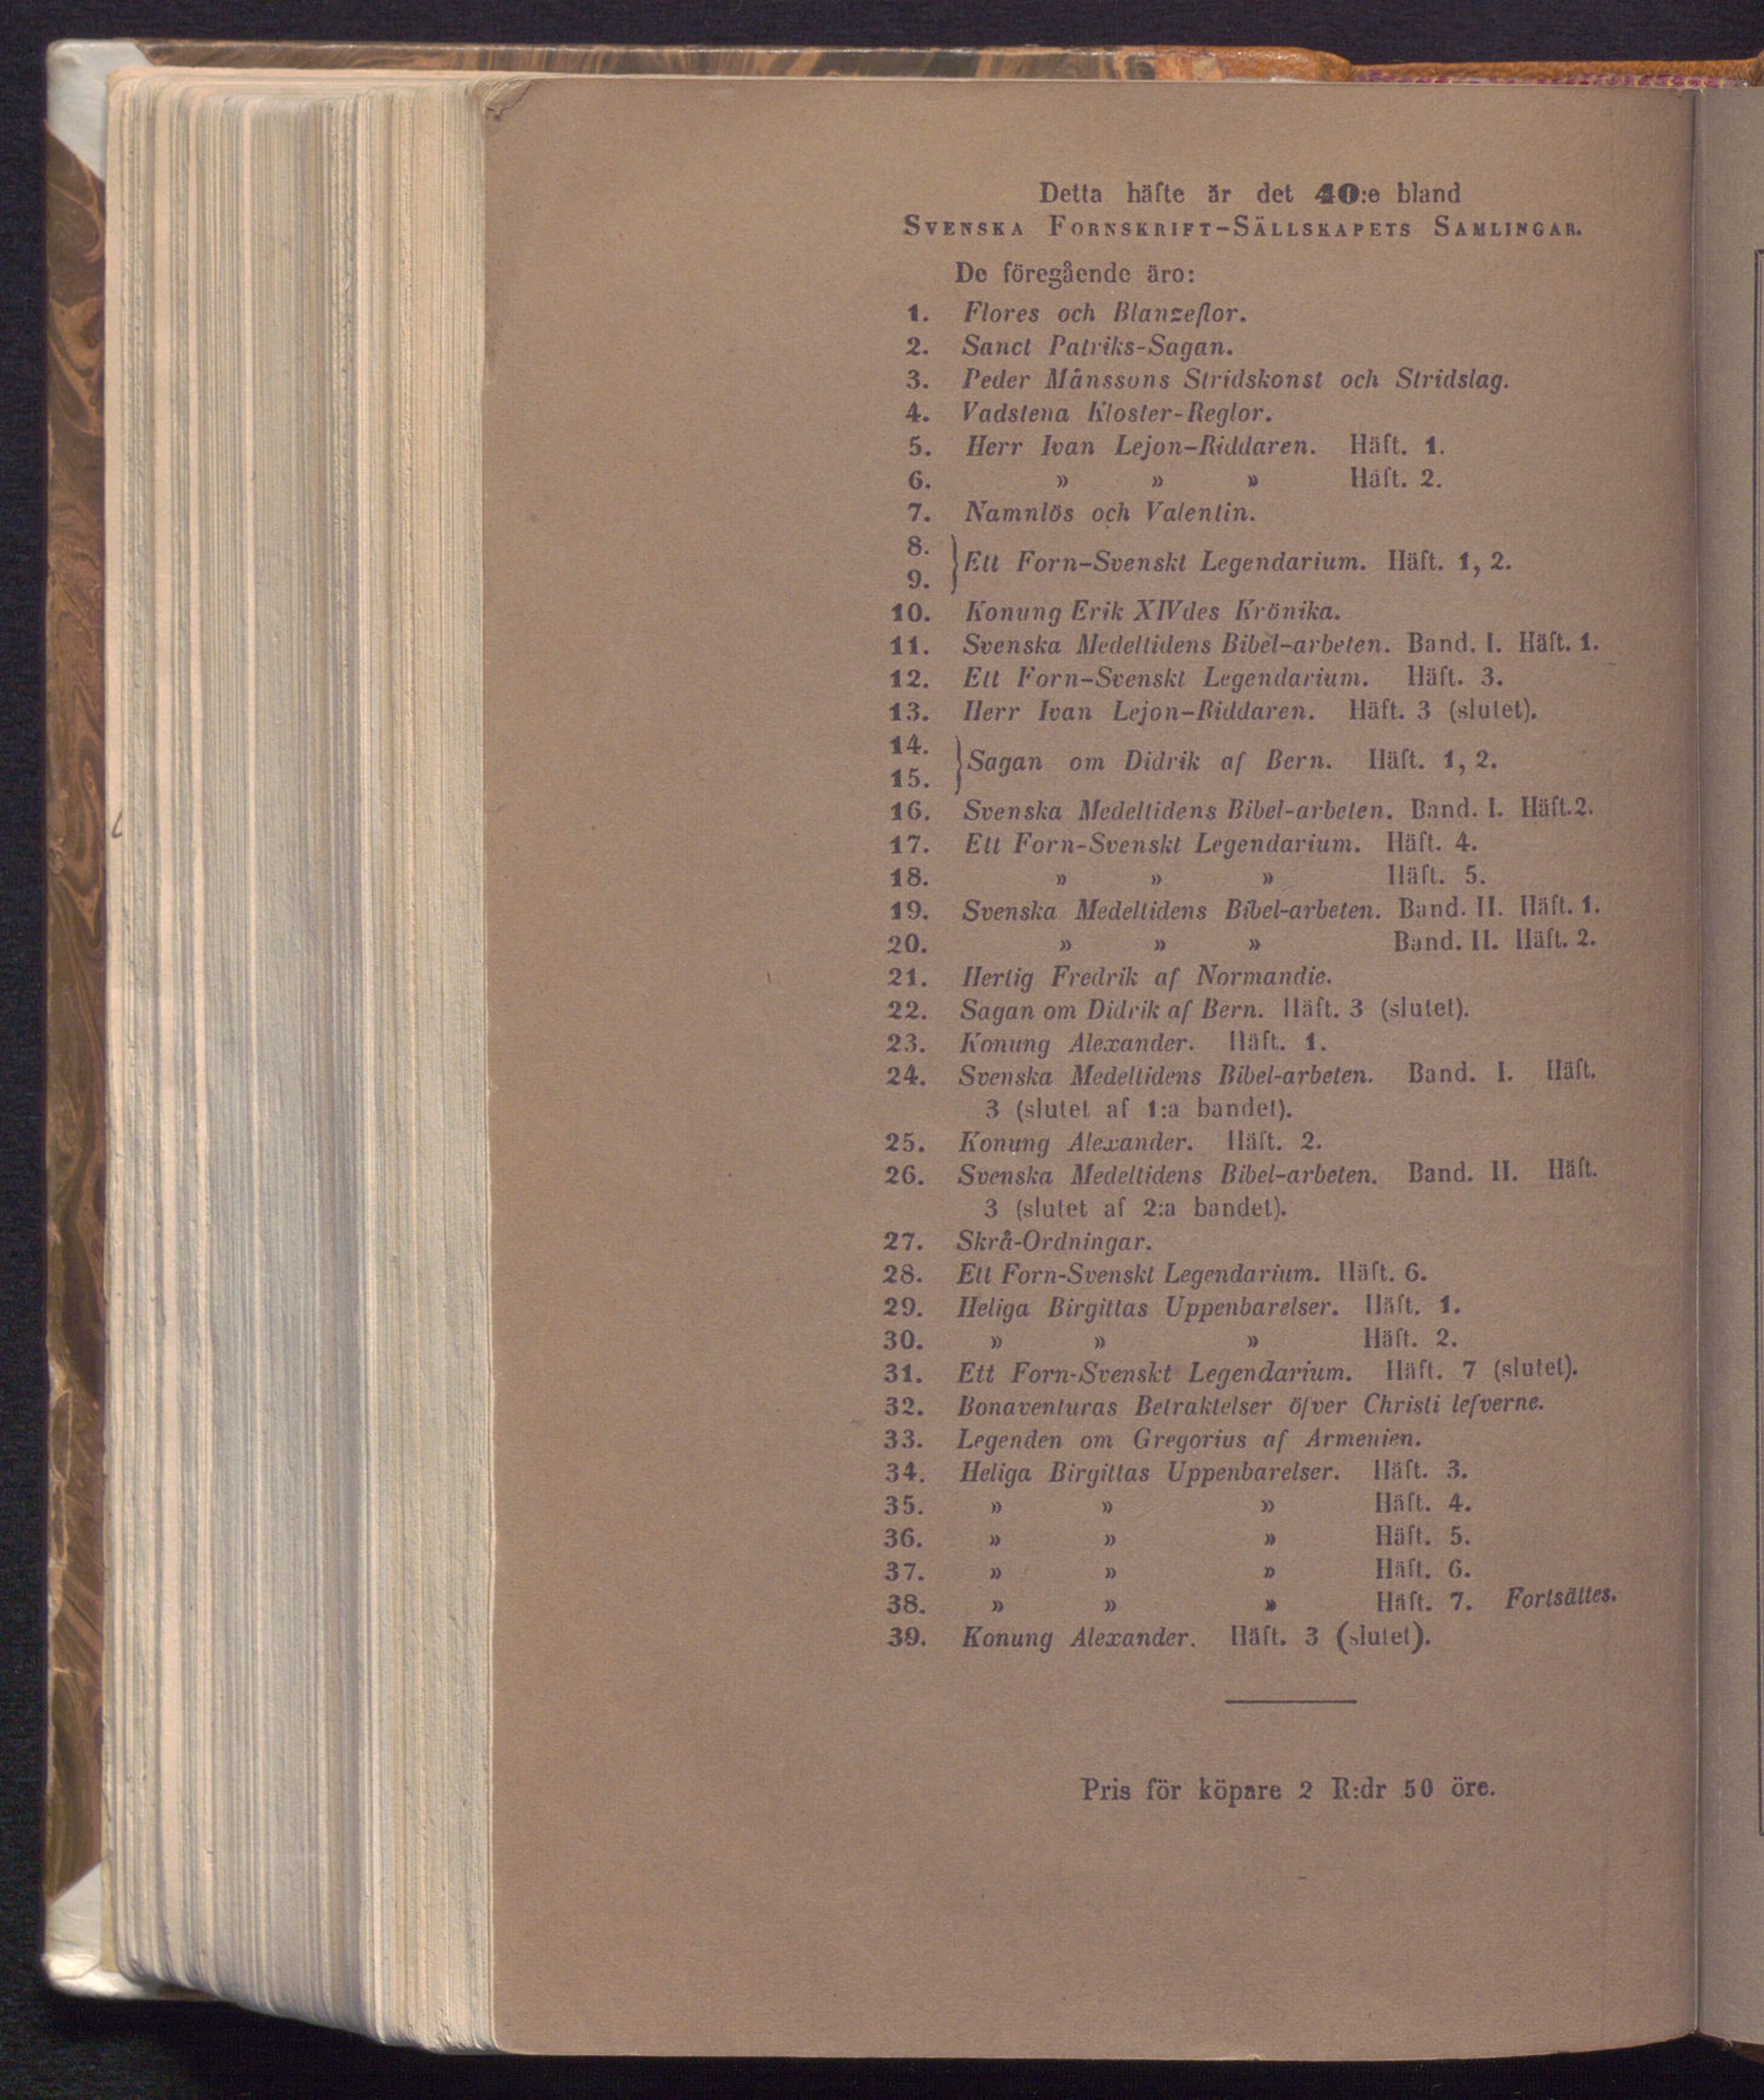 Detta häfte är det 40:e bland
SVENSKA FORNSKRIFT-SÄLLSKAPETS SAMLINGAR.
De föregående äro:
1. Flores och Blanzeflor.
2. Sanct Patriks-Sagan.
3. Peder Månssons Stridskonst och Stridslag.
4. Vadstena Kloster-Reglor.
5. Herr Ivan Lejon-Riddaren. Häft. 1.
6. » » » Häft. 2.
7. Namnlös och Valentin.
8.
9. } Ett Forn-Svenskt Legendarium. Häft. 1, 2.
10. Konung Erik XIVdes Krönika.
11. Svenska Medeltidens Bibel-arbeten. Band. I. Häft. 1.
12. Ett Forn-Svenskt Legendarium. Häft. 3.
13. Herr Ivan Lejon-Riddaren. Häft. 3 (slutet).
14.
15. } Sagan om Didrik af Bern. Häft. 1, 2.
16. Svenska Medeltidens Bibel-arbeten. Band. I. Häft.2.
17. Ett Forn-Svenskt Legendarium. Häft. 4.
18. » » » Häft. 5.
19. Svenska Medeltidens Bibel-arbeten. Band. II. Häft. 1.
20. » » » Band. II. Häft. 2.
21. Hertig Fredrik af Normandie.
22. Sagan om Didrik af Bern. Häft. 3 (slutet).
23. Konung Alexander. Häft. 1.
24. Svenska Medeltidens Bibel-arbeten. Band. I. Häft.
3 (slutet af 1:a bandet).
25. Konung Alexander. Häft. 2.
26. Svenska Medeltidens Bibel-arbeten. Band. II. Häft.
3 (slutet af 2:a bandet).
27. Skrå-Ordningar.
28. Ett Forn-Svenskt Legendarium. Häft. 6.
29. Heliga Birgittas Uppenbarelser. Häft. 1.
30. » » » Häft. 2.
31. Ett Forn-Svenskt Legendarium. Häft. 7 (slutet).
32. Bonaventuras Betraktelser öfver Christi lefverne.
33. Legenden om Gregorius af Armenien.
34. Heliga Birgittas Uppenbarelser. Häft. 3.
35. » » » Häft. 4.
36. » » » Häft. 5.
37. » » » Häft. 6.
38. » » » Häft. 7. Fortsättes.
39. Konung Alexander. Häft. 3 (slutet).
Pris för köpare 2 R:dr 50 öre.